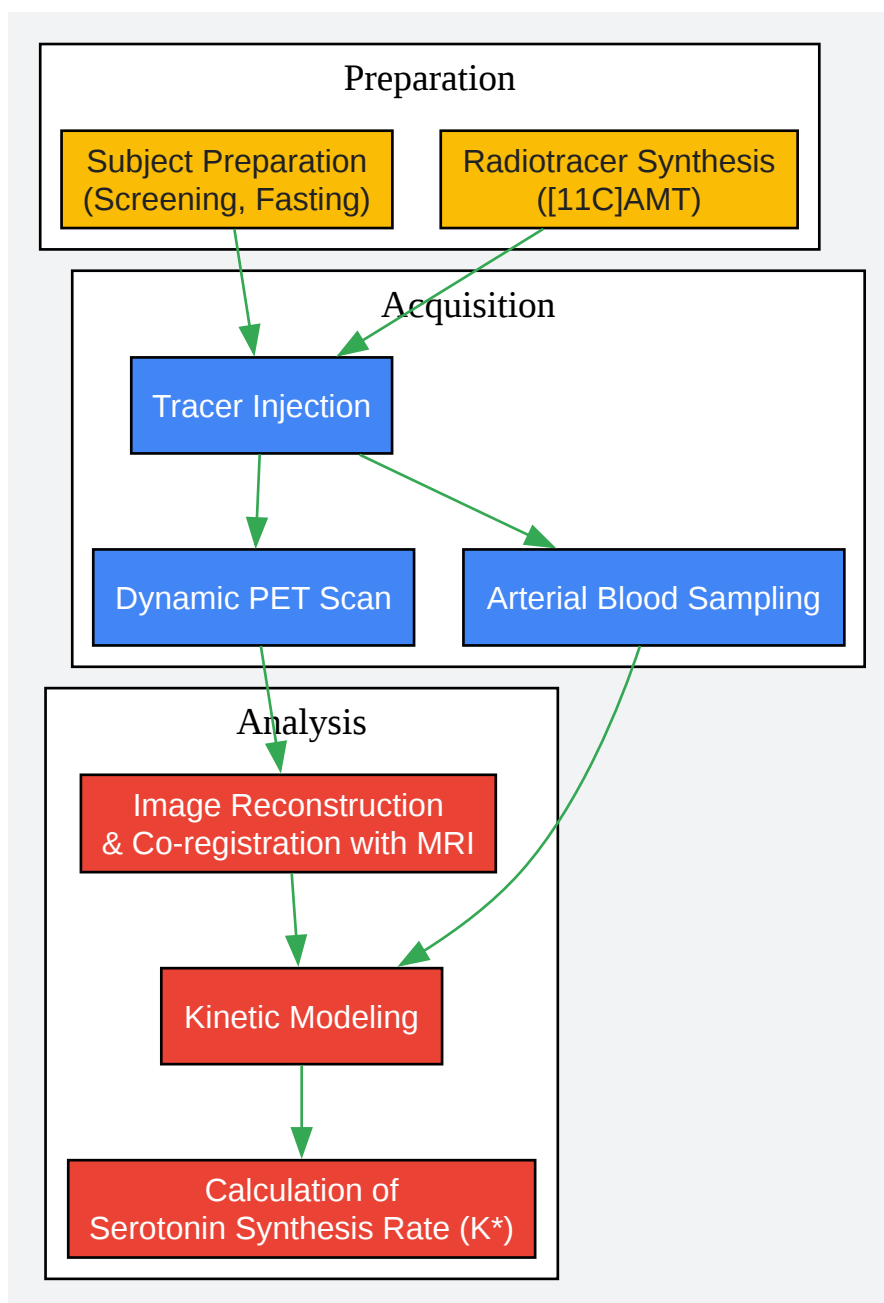 Preparation
Subject Preparation
(Screening, Fasting)
Radiotracer Synthesis
([11C]AMT)
Acquisition
Tracer Injection
Dynamic PET Scan
Arterial Blood Sampling
Analysis
Image Reconstruction
& Co-registration with MRI
Kinetic Modeling
Calculation of
Serotonin Synthesis Rate (K*)